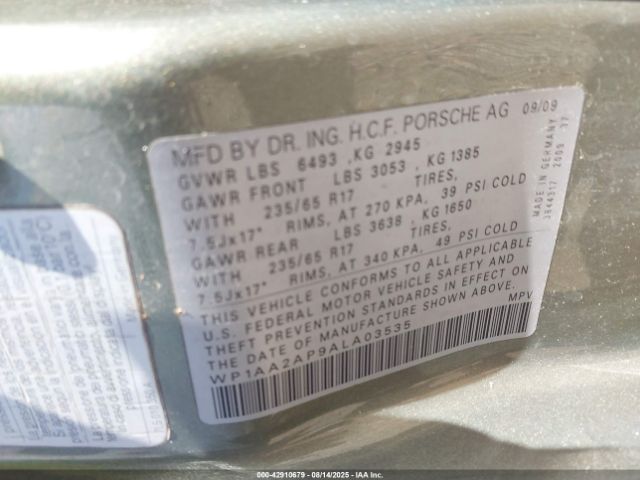 MFD BY DR. ING. H.C.F. PORSCHE AG 09/09
GVWR LBS 6493 ,KG 2945
GAWR FRONT LBS 3053 , KG 1385
WITH 235/65 R17 TIRES,
7.5Jx17" RIMS, AT 270 KPA, 39 PSI COLD
GAWR REAR LBS 3638 , KG 1650
WITH 235/65 R17 TIRES,
7.5Jx17" RIMS, AT 340 KPA, 49 PSI COLD
THIS VEHICLE CONFORMS TO ALL APPLICABLE
U.S. FEDERAL MOTOR VEHICLE SAFETY AND
THEFT PREVENTION STANDARDS IN EFFECT ON
THE DATE OF MANUFACTURE SHOWN ABOVE.
WP1AA2AP9ALA03535 MPV
MADE IN GERMANY
3844317 2009 37
000-42910679 - 08/14/2025 - IAA Inc.